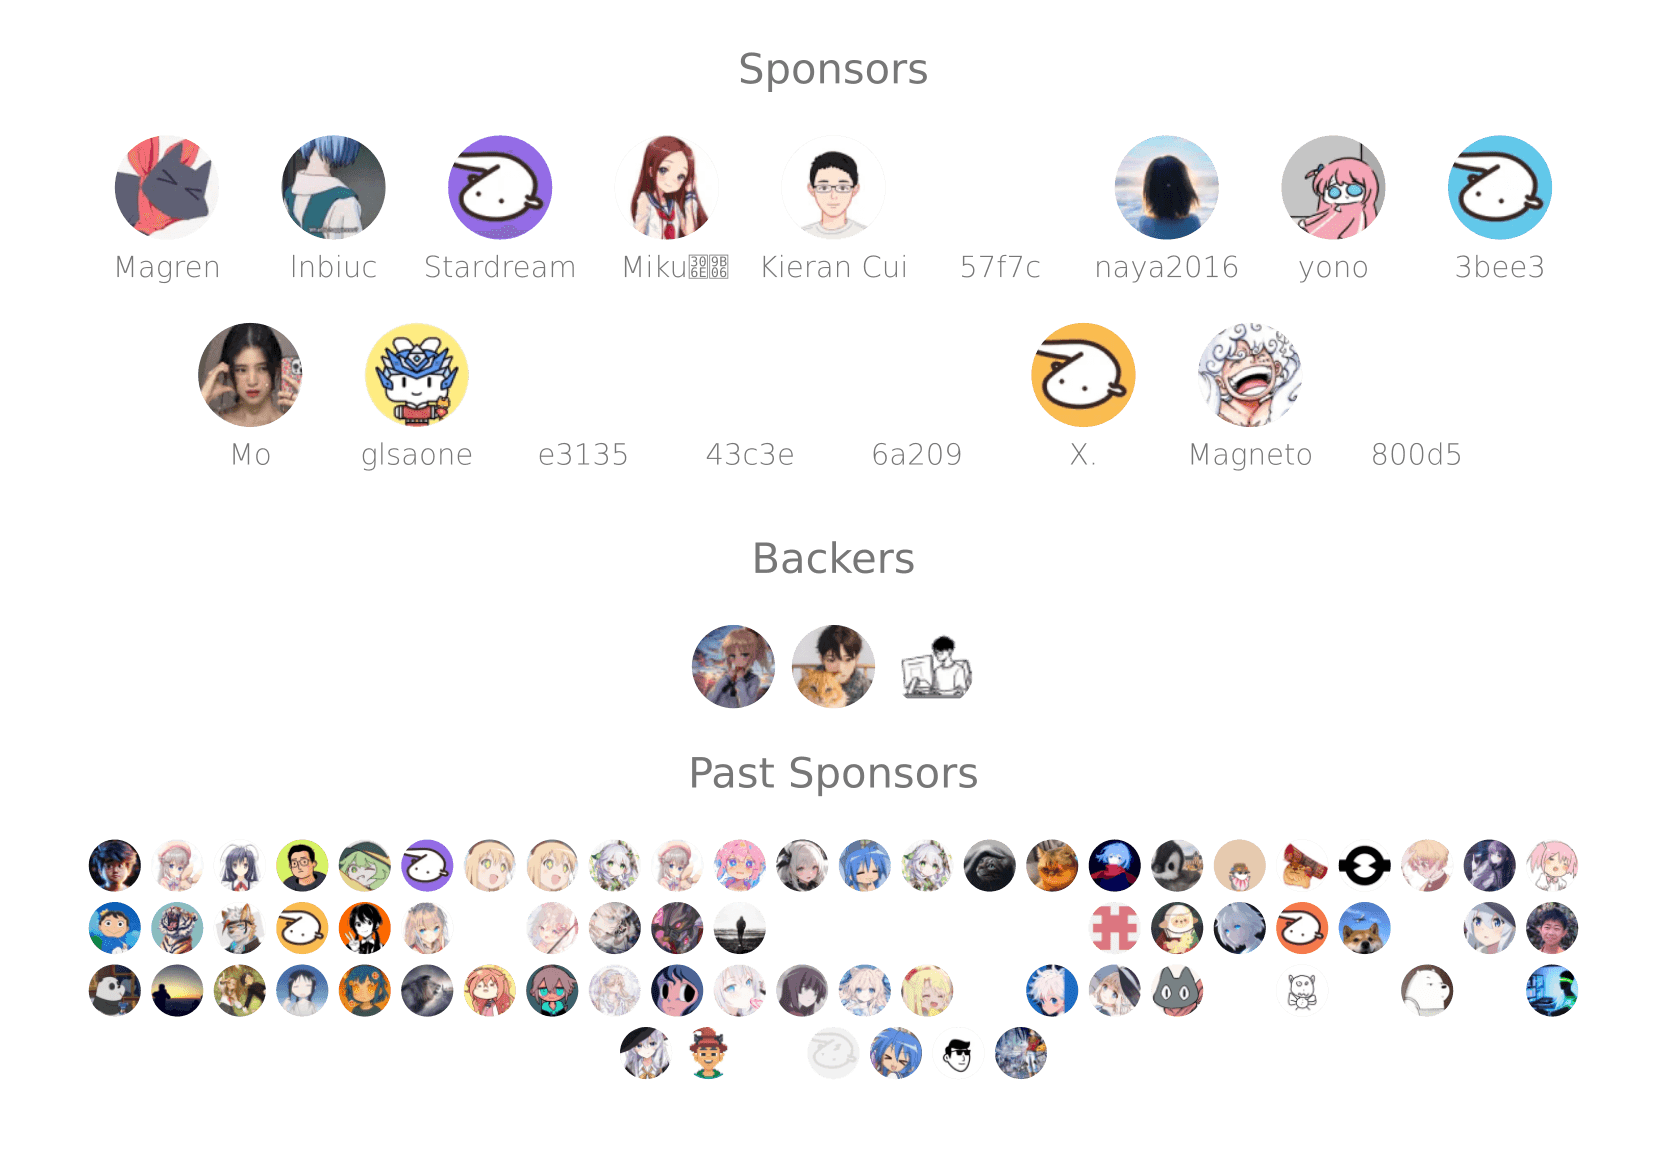 Sponsors
Magren Inbiuc Stardream Miku Kieran Cui 57f7c naya2016 yono 3bee3
Mo glsaone e3135 43c3e 6a209 X. Magneto 800d5
Backers
Past Sponsors